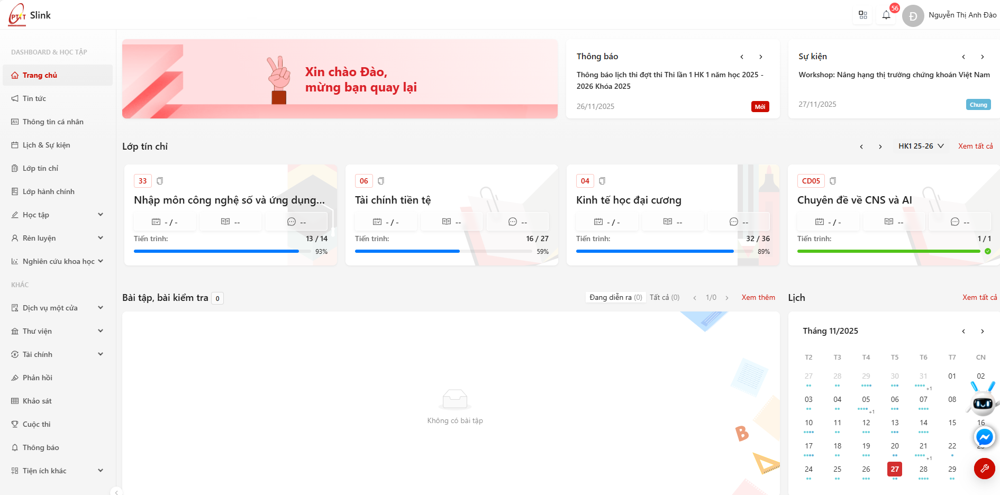 PTIT Slink
56
Đ
Nguyễn Thị Anh Đào
DASHBOARD & HỌC TẬP
Trang chủ
Tin tức
Thông tin cá nhân
Lịch & Sự kiện
Lớp tín chỉ
Lớp hành chính
Học tập
Rèn luyện
Nghiên cứu khoa học
KHÁC
Dịch vụ một cửa
Thư viện
Tài chính
Phản hồi
Khảo sát
Cuộc thi
Thông báo
Tiện ích khác
Xin chào Đào,
mừng bạn quay lại
Thông báo
Thông báo lịch thi đợt thi Thi lần 1 HK 1 năm học 2025 -
2026 Khóa 2025
26/11/2025
Mới
Sự kiện
Workshop: Nâng hạng thị trường chứng khoán Việt Nam
27/11/2025
Chung
Lớp tín chỉ
HK1 25-26
Xem tất cả
33
Nhập môn công nghệ số và ứng dụng...
- / -
--
--
Tiến trình:
13 / 14
93%
06
Tài chính tiền tệ
- / -
--
--
Tiến trình:
16 / 27
59%
04
Kinh tế học đại cương
- / -
--
--
Tiến trình:
32 / 36
89%
CD05
Chuyên đề về CNS và AI
- / -
--
--
Tiến trình:
1 / 1
Bài tập, bài kiểm tra 0
Đang diễn ra (0)
Tất cả (0)
1/0
Xem thêm
Không có bài tập
B
Lịch
Xem tất cả
Tháng 11/2025
T2 T3 T4 T5 T6 T7 CN
27 28 29 30 31 01 02
+1
03 04 05 06 07 08
+1
10 11 12 13 14 15 16
17 18 19 20 21 22
+1
24 25 26 27 28 29